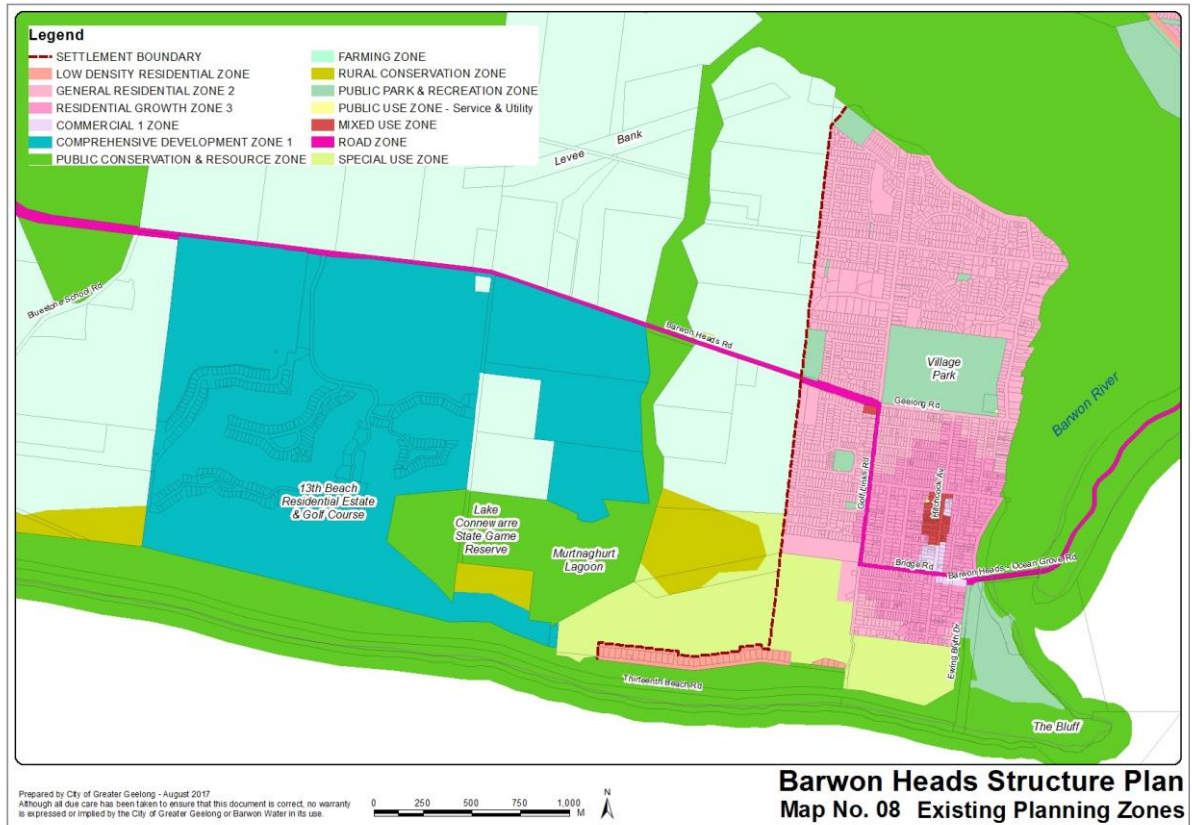 Legend
SETTLEMENT BOUNDARY
LOW DENSITY RESIDENTIAL ZONE
GENERAL RESIDENTIAL ZONE 2
RESIDENTIAL GROWTH ZONE 3
COMMERCIAL 1 ZONE
COMPREHENSIVE DEVELOPMENT ZONE 1
PUBLIC CONSERVATION & RESOURCE ZONE
FARMING ZONE
RURAL CONSERVATION ZONE
PUBLIC PARK & RECREATION ZONE
PUBLIC USE ZONE - Service & Utility
MIXED USE ZONE
ROAD ZONE
SPECIAL USE ZONE
Levee Bank
Bluestone School Rd
Barwon Heads Rd
Village
Park
Geelong Rd
Barwon River
Golf Links Rd
Hitchcock Av
13th Beach
Residential Estate
& Golf Course
Lake
Connewarre
State Game
Reserve
Murtnaghurt
Lagoon
Bridge Rd
Barwon Heads - Ocean Grove Rd
Ewing Blyth Dr
Thirteenth Beach Rd
The Bluff
Prepared by City of Greater Geelong - August 2017
Although all due care has been taken to ensure that this document is correct, no warranty
is expressed or implied by the City of Greater Geelong or Barwon Water in its use.
0 250 500 750 1,000
M
N
Barwon Heads Structure Plan
Map No. 08 Existing Planning Zones